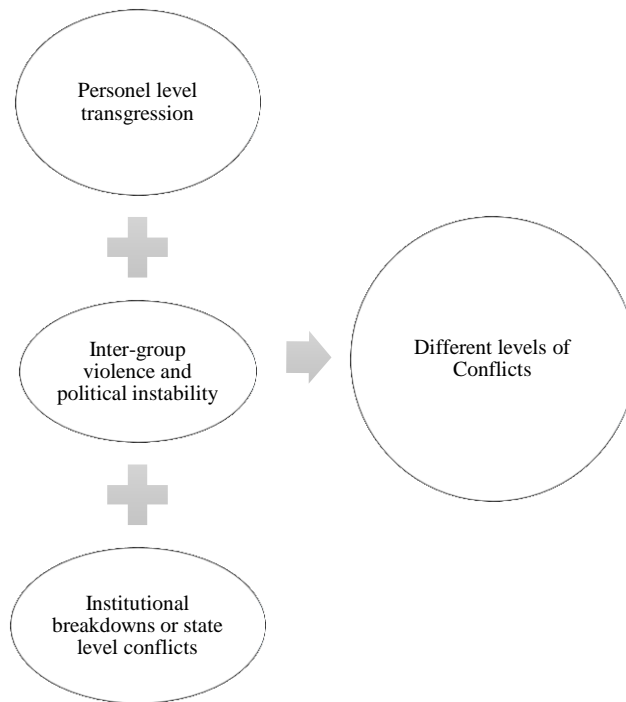 Personel level
transgression
Inter-group
violence and
political instability
Different levels of
Conflicts
Institutional
breakdowns or state
level conflicts